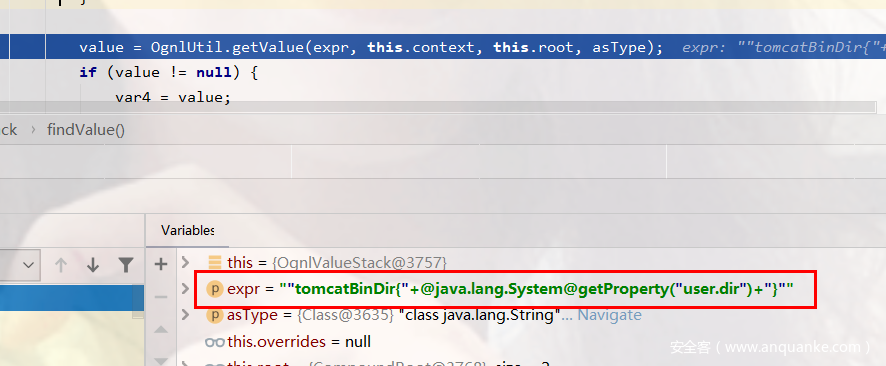 }
value = OgnlUtil.getValue(expr, this.context, this.root, asType); expr: ""tomcatBinDir{"+
if (value != null) {
var4 = value;
ck › findValue()
Variables
this = {OgnlValueStack@3757}
expr = ""tomcatBinDir{"+@java.lang.System@getProperty("user.dir")+"}""
asType = {Class@3635} "class java.lang.String"... Navigate
this.overrides = null
this.root = {CompoundRoot@3768} size = 2
安全客（www.anquanke.com）